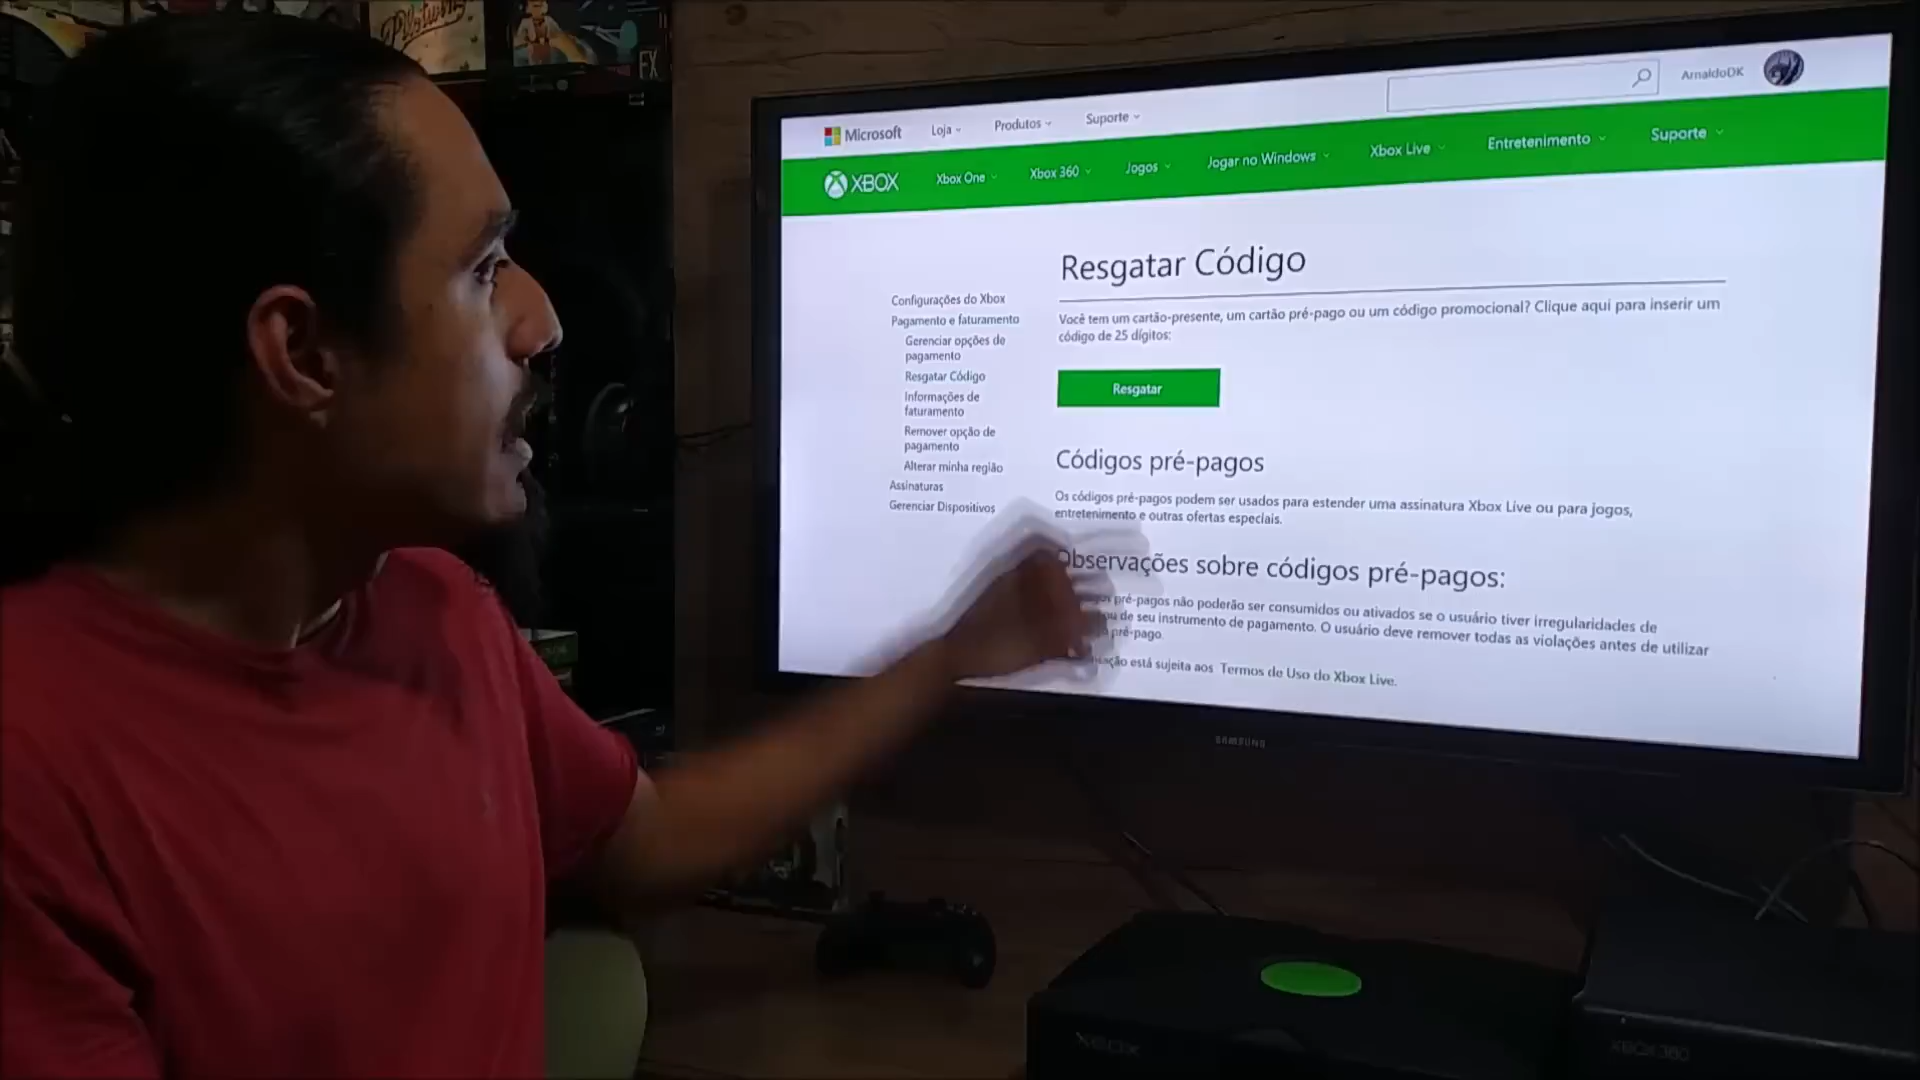 Pilotwings
FX
Microsoft Loja Produtos Suporte ArnaldoDK
XBOX Xbox One Xbox 360 Jogos Jogar no Windows Xbox Live Entretenimento Suporte
Resgatar Código
Você tem um cartão-presente, um cartão pré-pago ou um código promocional? Clique aqui para inserir um
código de 25 dígitos:
Resgatar
Configurações do Xbox
Pagamento e faturamento
Gerenciar opções de
pagamento
Resgatar Código
Informações de
faturamento
Remover opção de
pagamento
Alterar minha região
Assinaturas
Gerenciar Dispositivos
Códigos pré-pagos
Os códigos pré-pagos podem ser usados para estender uma assinatura Xbox Live ou para jogos,
entretenimento e outras ofertas especiais.
Observações sobre códigos pré-pagos:
pré-pagos não poderão ser consumidos ou ativados se o usuário tiver irregularidades de
ou de seu instrumento de pagamento. O usuário deve remover todas as violações antes de utilizar
pré-pago
está sujeita aos Termos de Uso do Xbox Live.
SAMSUNG
XBOX
XBOX 360